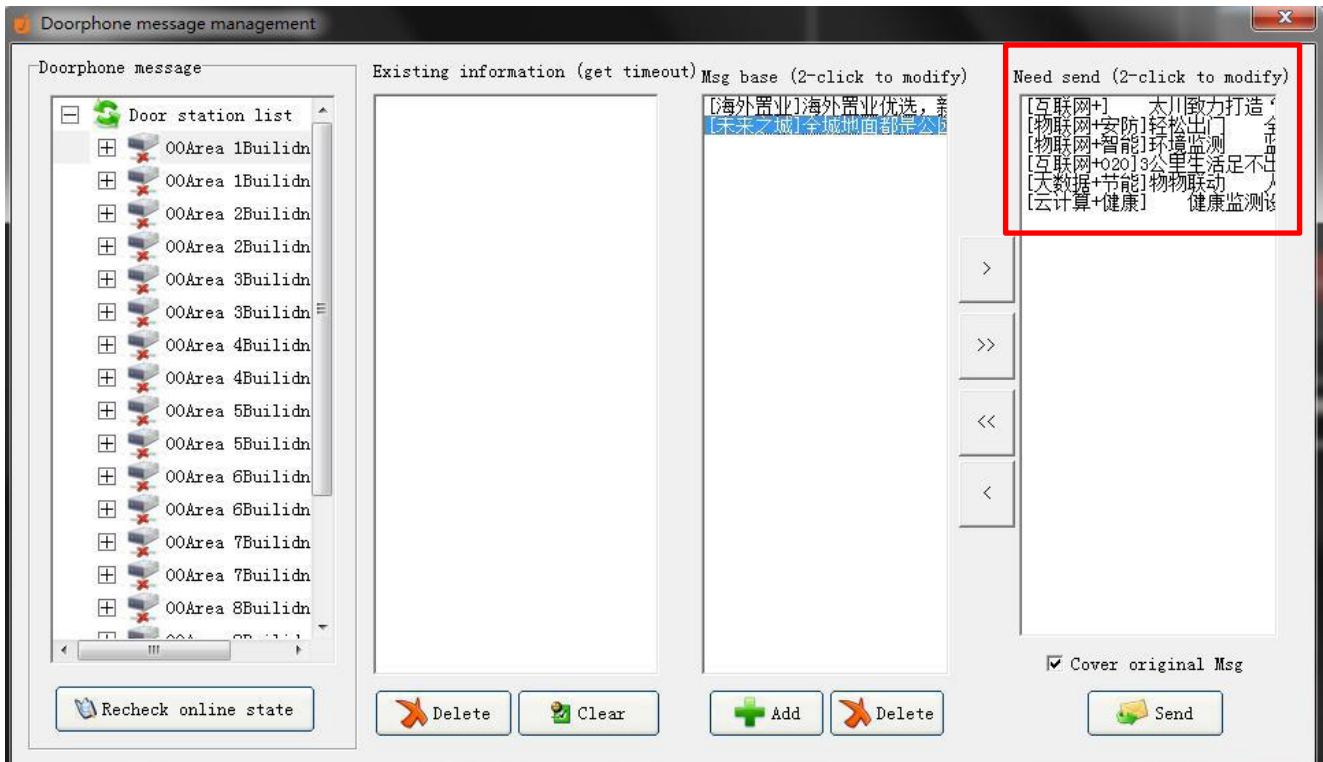 Doorphone message management
Doorphone message
Door station list
00Area 1Builidn
00Area 1Builidn
00Area 2Builidn
00Area 2Builidn
00Area 3Builidn
00Area 3Builidn
00Area 4Builidn
00Area 4Builidn
00Area 5Builidn
00Area 5Builidn
00Area 6Builidn
00Area 6Builidn
00Area 7Builidn
00Area 7Builidn
00Area 8Builidn
Recheck online state
Existing information (get timeout)
Delete
Clear
Msg base (2-click to modify)
[海外置业]海外置业优选，新
[未来之城]全城地面都是公园
Add
Delete
>
>>
<<
<
Need send (2-click to modify)
[互联网+] 太川致力打造“
[物联网+安防]轻松出门 全
[物联网+智能]环境监测 监
[互联网+O2O]3公里生活足不出
[大数据+节能]物物联动 人
[云计算+健康] 健康监测设
Cover original Msg
Send